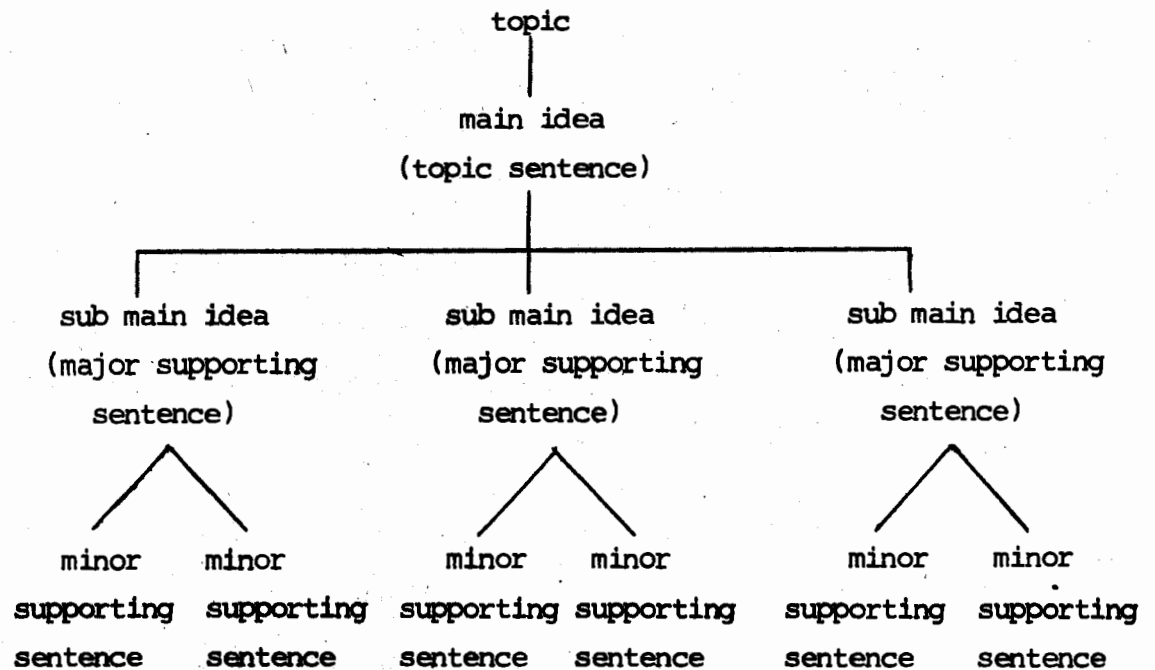 topic
main idea
(topic sentence)
sub main idea sub main idea sub main idea
(major supporting (major supporting (major supporting
sentence) sentence) sentence)
minor minor minor minor minor minor
supporting supporting supporting supporting supporting supporting
sentence sentence sentence sentence sentence sentence